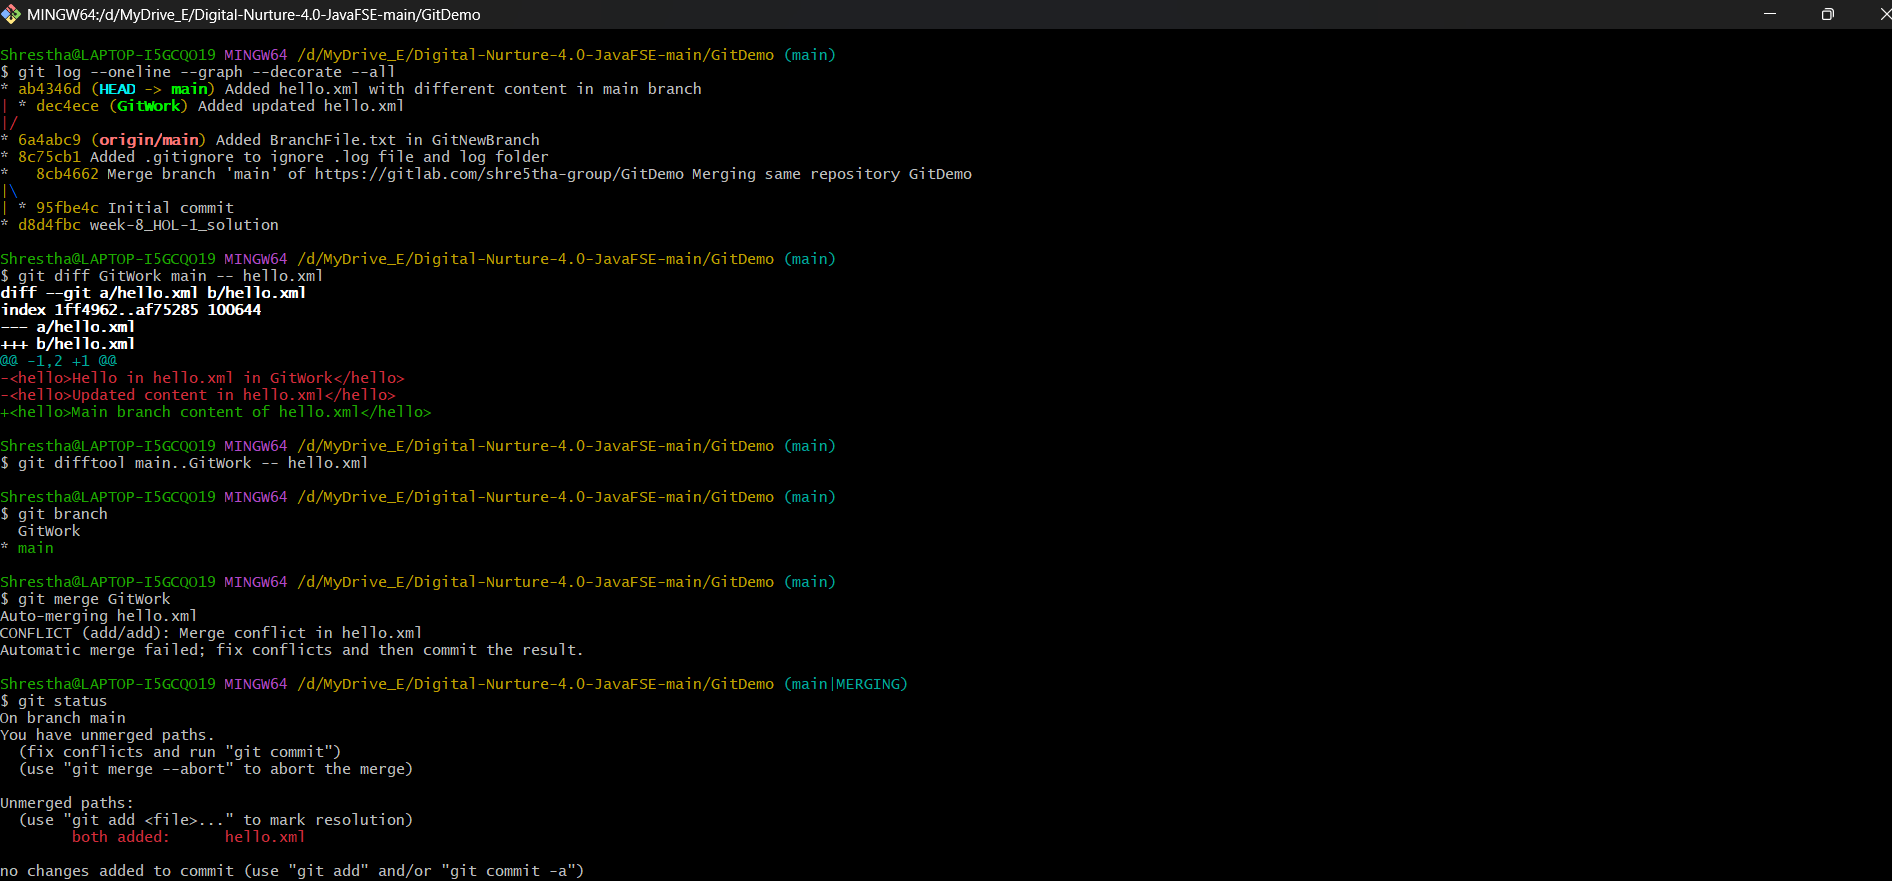 MINGW64:/d/MyDrive_E/Digital-Nurture-4.0-JavaFSE-main/GitDemo
Shrestha@LAPTOP-I5GCQO19 MINGW64 /d/MyDrive_E/Digital-Nurture-4.0-JavaFSE-main/GitDemo (main)
$ git log --oneline --graph --decorate --all
* ab4346d (HEAD -> main) Added hello.xml with different content in main branch
| * dec4ece (GitWork) Added updated hello.xml
|/
* 6a4abc9 (origin/main) Added BranchFile.txt in GitNewBranch
* 8c75cb1 Added .gitignore to ignore .log file and log folder
*   8cb4662 Merge branch 'main' of https://gitlab.com/shre5tha-group/GitDemo Merging same repository GitDemo
|\
| * 95fbe4c Initial commit
* d8d4fbc week-8_HOL-1_solution
Shrestha@LAPTOP-I5GCQO19 MINGW64 /d/MyDrive_E/Digital-Nurture-4.0-JavaFSE-main/GitDemo (main)
$ git diff GitWork main -- hello.xml
diff --git a/hello.xml b/hello.xml
index 1ff4962..af75285 100644
--- a/hello.xml
+++ b/hello.xml
@@ -1,2 +1 @@
-<hello>Hello in hello.xml in GitWork</hello>
-<hello>Updated content in hello.xml</hello>
+<hello>Main branch content of hello.xml</hello>
Shrestha@LAPTOP-I5GCQO19 MINGW64 /d/MyDrive_E/Digital-Nurture-4.0-JavaFSE-main/GitDemo (main)
$ git difftool main..GitWork -- hello.xml
Shrestha@LAPTOP-I5GCQO19 MINGW64 /d/MyDrive_E/Digital-Nurture-4.0-JavaFSE-main/GitDemo (main)
$ git branch
  GitWork
* main
Shrestha@LAPTOP-I5GCQO19 MINGW64 /d/MyDrive_E/Digital-Nurture-4.0-JavaFSE-main/GitDemo (main)
$ git merge GitWork
Auto-merging hello.xml
CONFLICT (add/add): Merge conflict in hello.xml
Automatic merge failed; fix conflicts and then commit the result.
Shrestha@LAPTOP-I5GCQO19 MINGW64 /d/MyDrive_E/Digital-Nurture-4.0-JavaFSE-main/GitDemo (main|MERGING)
$ git status
On branch main
You have unmerged paths.
  (fix conflicts and run "git commit")
  (use "git merge --abort" to abort the merge)
Unmerged paths:
  (use "git add <file>..." to mark resolution)
        both added:      hello.xml
no changes added to commit (use "git add" and/or "git commit -a")